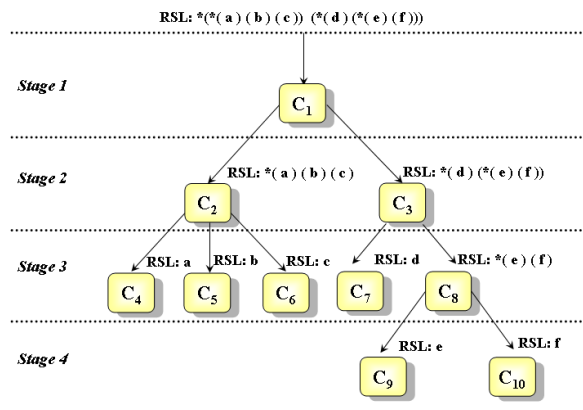 RSL: *(*( a ) ( b ) ( c )) (*( d ) (*( e ) ( f )))
Stage 1
C1
Stage 2
RSL: *( a ) ( b ) ( c )
RSL: *( d ) (*( e ) ( f ))
C2
C3
Stage 3
RSL: a
RSL: b
RSL: c
RSL: d
RSL: *( e ) ( f )
C4
C5
C6
C7
C8
Stage 4
RSL: e
RSL: f
C9
C10